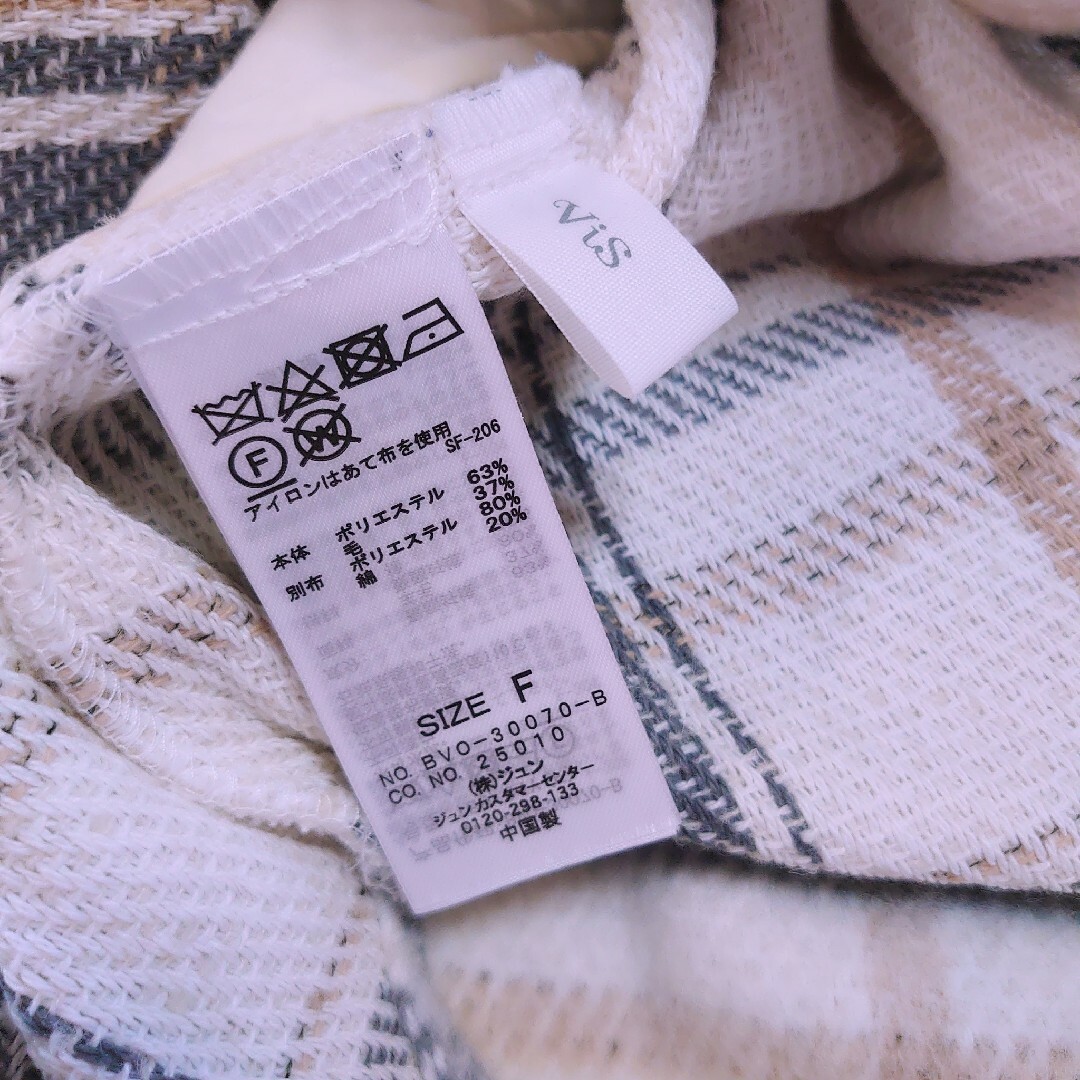 ViS
F
W
アイロンはあて布を使用
SF-206
本体 ポリエステル 63%
毛 37%
別布 ポリエステル 80%
綿 20%
SIZE F
NO. BVO-30070-B
CO. NO. 25010
(株)ジュン
ジュン カスタマーセンター
0120-298-133
中国製